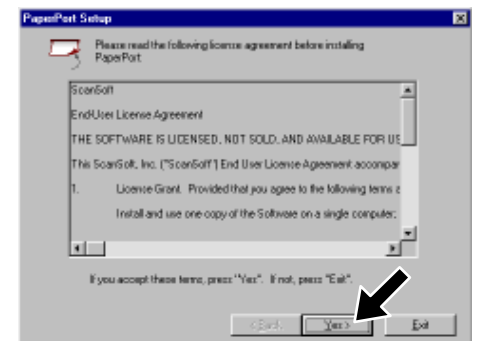 PaperPort Setup
Please read the following license agreement before installing
PaperPort
ScanSoft
End-User License Agreement
THE SOFTWARE IS LICENSED, NOT SOLD, AND AVAILABLE FOR US
This ScanSoft, Inc. ("ScanSoft") End User License Agreement accompan
1. License Grant. Provided that you agree to the following terms a
Install and use one copy of the Software on a single computer;
If you accept these terms, press "Yes". If not, press "Exit".
< Back Yes > Exit